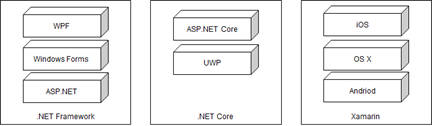 WPF
Windows Forms
ASP.NET
.NET Framework
ASP.NET Core
UWP
.NET Core
iOS
OS X
Andriod
Xamarin